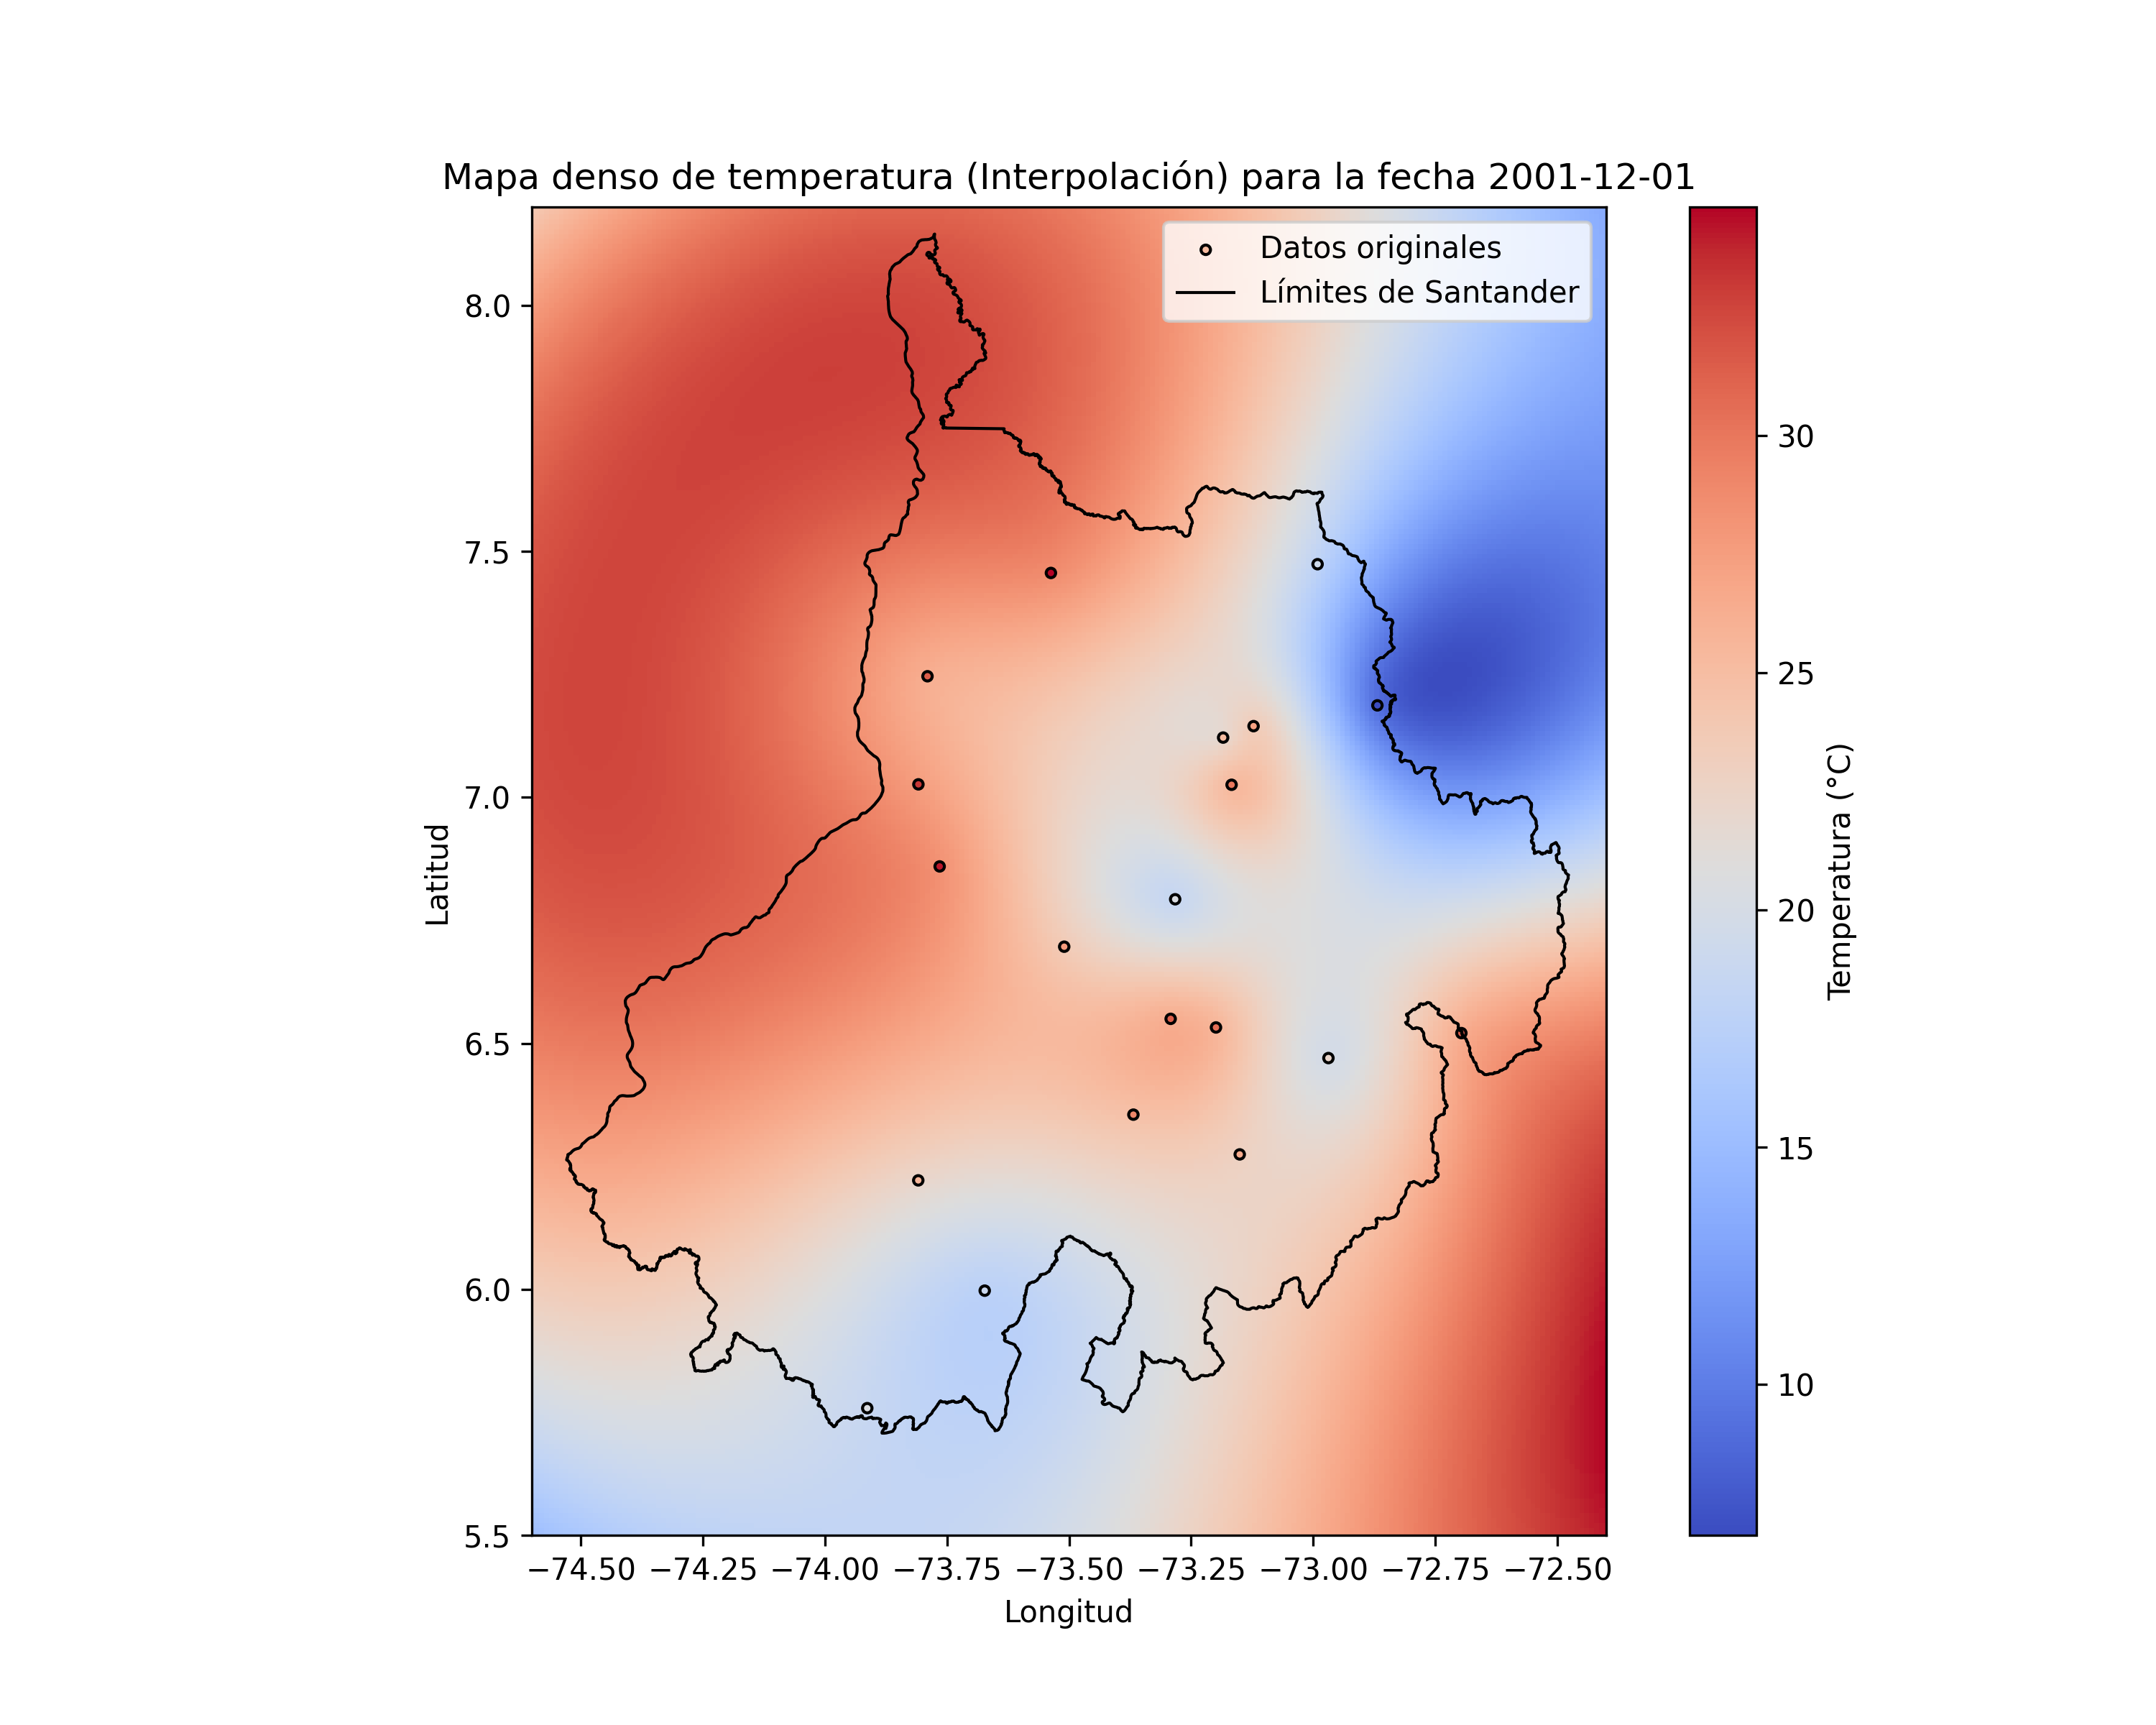 Mapa denso de temperatura (Interpolación) para la fecha 2001-12-01
Datos originales
Límites de Santander
8.0
7.5
7.0
6.5
6.0
5.5
Latitud
−74.50 −74.25 −74.00 −73.75 −73.50 −73.25 −73.00 −72.75 −72.50
Longitud
30
25
20
15
10
Temperatura (°C)